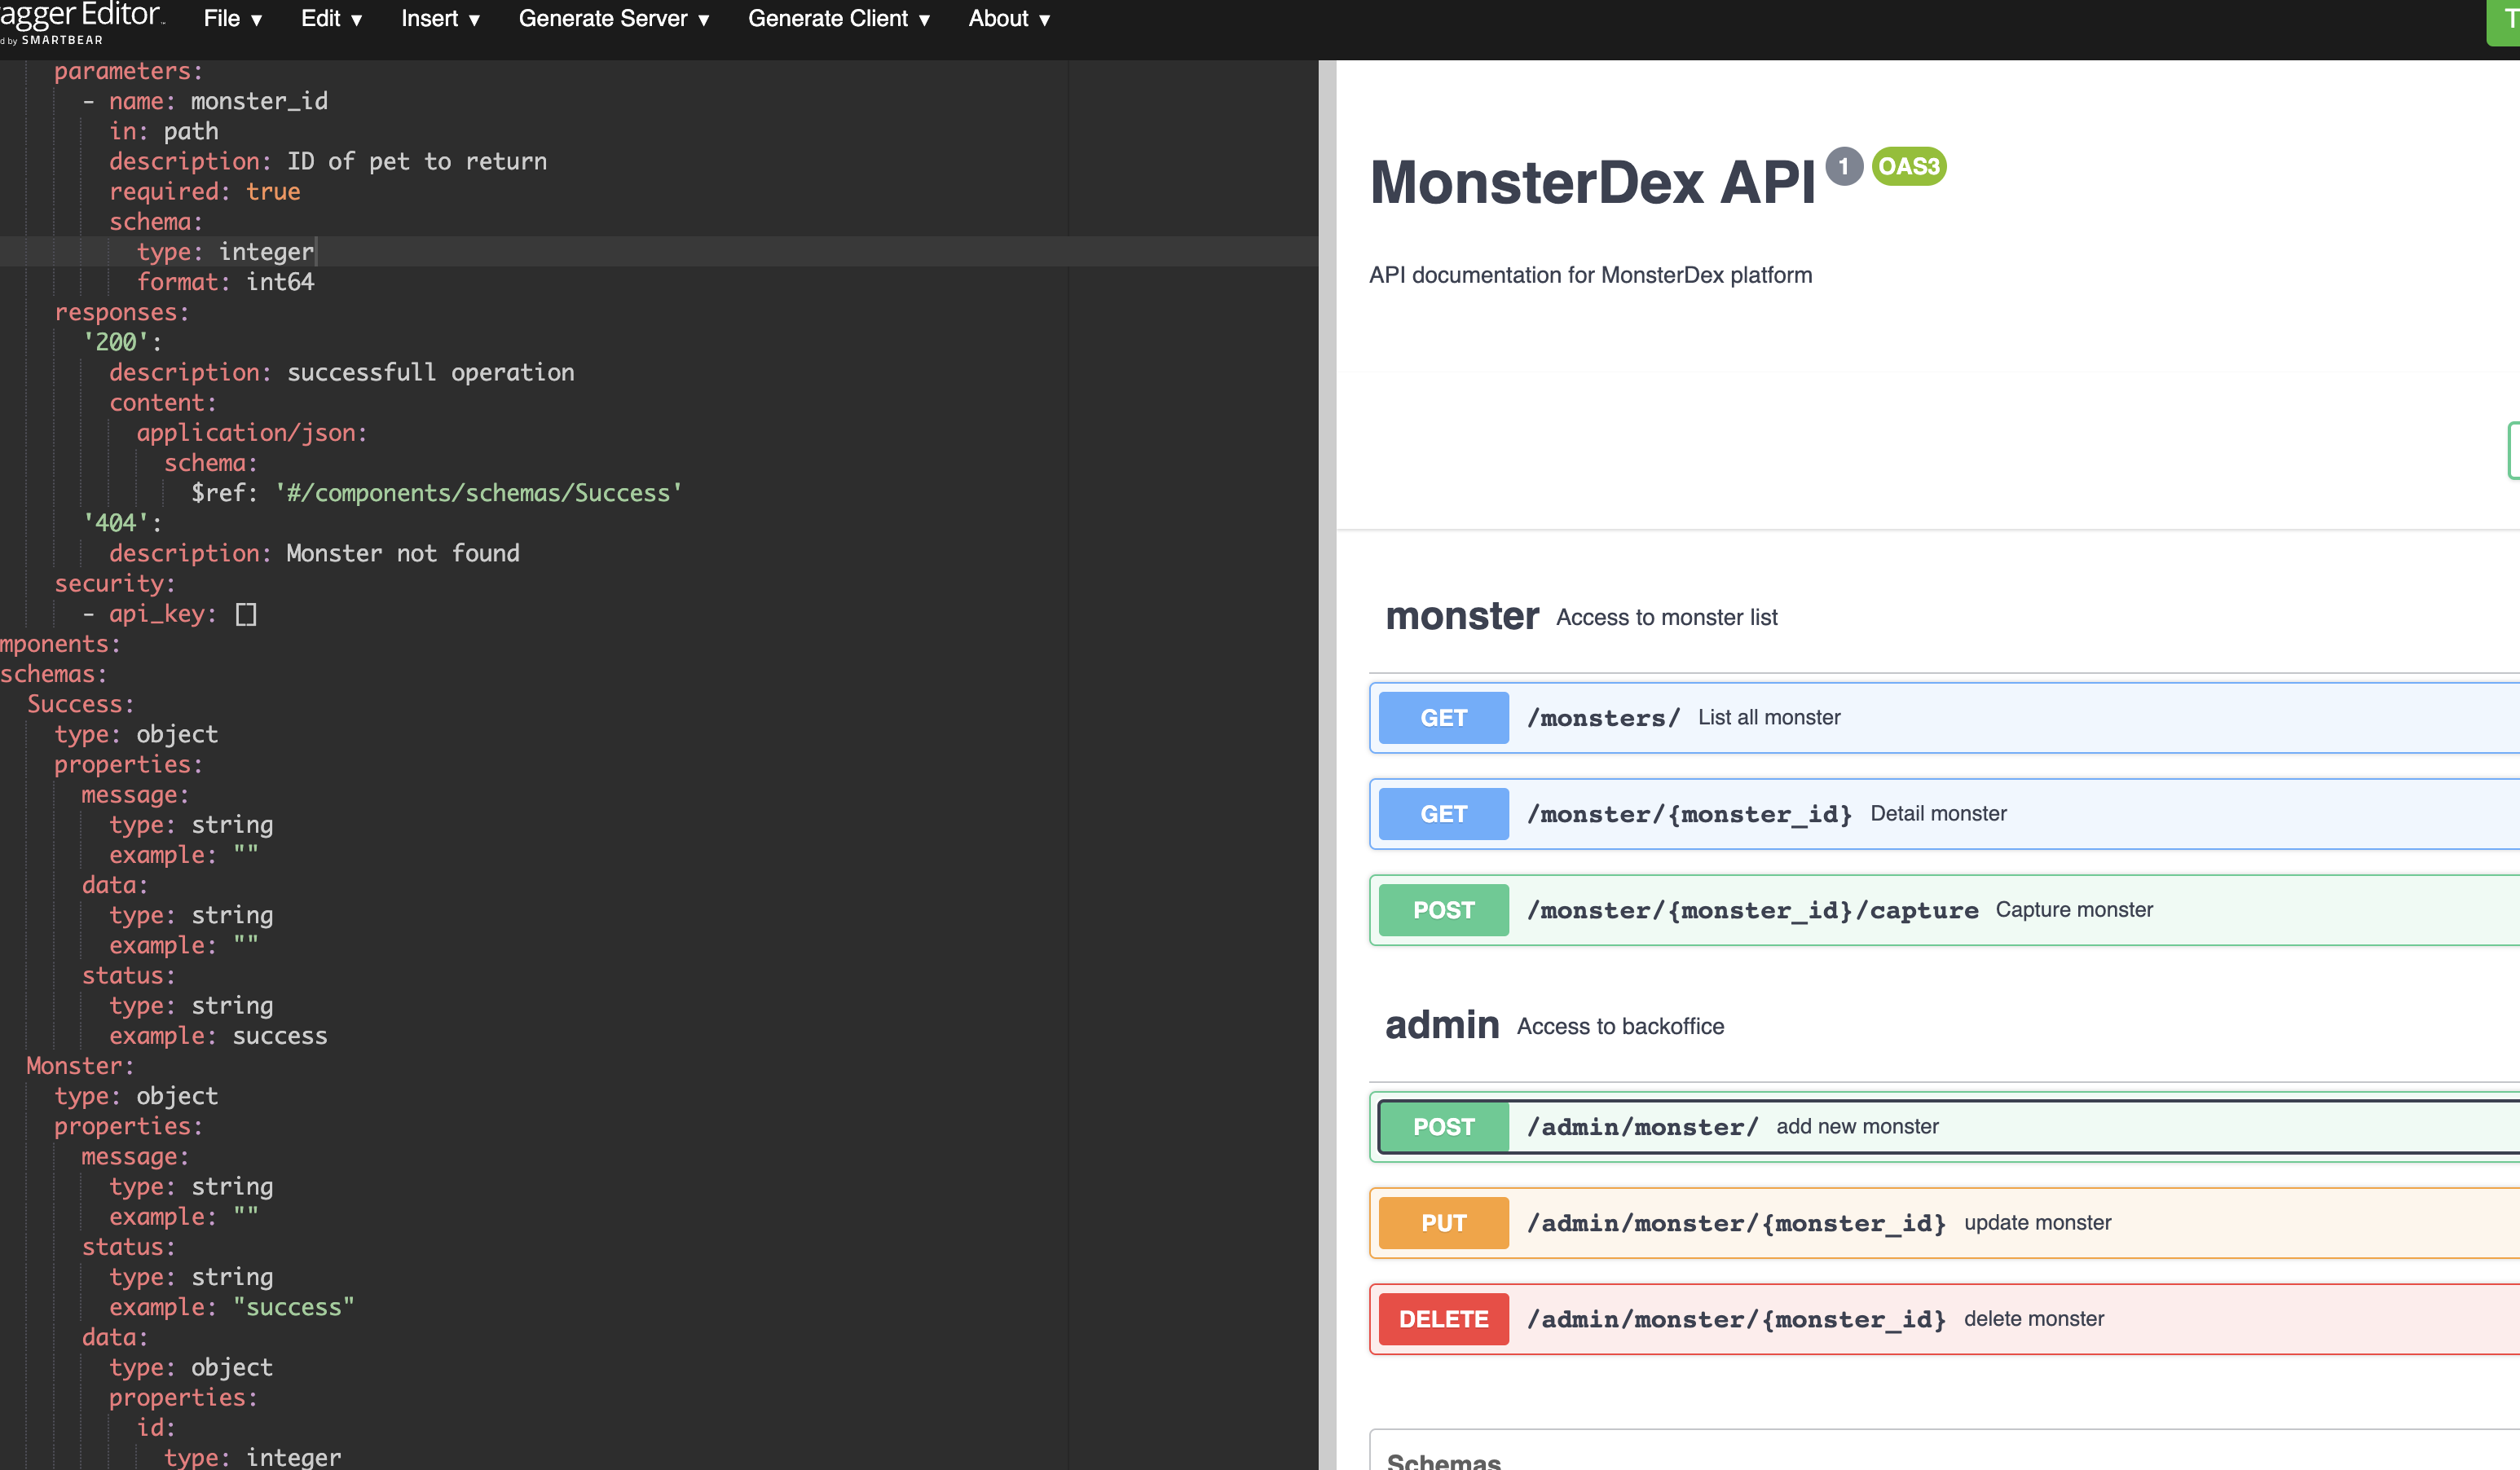 agger Editor
d by SMARTBEAR
File ▼ Edit ▼ Insert ▼ Generate Server ▼ Generate Client ▼ About ▼
parameters:
- name: monster_id
in: path
description: ID of pet to return
required: true
schema:
type: integer
format: int64
responses:
'200':
description: successfull operation
content:
application/json:
schema:
$ref: '#/components/schemas/Success'
'404':
description: Monster not found
security:
- api_key: []
mponents:
schemas:
Success:
type: object
properties:
message:
type: string
example: ""
data:
type: string
example: ""
status:
type: string
example: success
Monster:
type: object
properties:
message:
type: string
example: ""
status:
type: string
example: "success"
data:
type: object
properties:
id:
type: integer
MonsterDex API 1 OAS3
API documentation for MonsterDex platform
monster Access to monster list
GET /monsters/ List all monster
GET /monster/{monster_id} Detail monster
POST /monster/{monster_id}/capture Capture monster
admin Access to backoffice
POST /admin/monster/ add new monster
PUT /admin/monster/{monster_id} update monster
DELETE /admin/monster/{monster_id} delete monster
Schemas